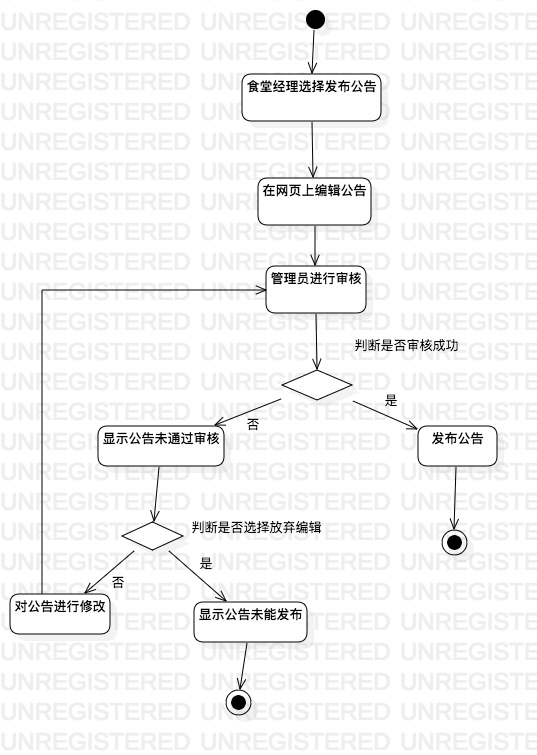 食堂经理选择发布公告
在网页上编辑公告
管理员进行审核
判断是否审核成功
是
否
显示公告未通过审核
发布公告
判断是否选择放弃编辑
是
否
对公告进行修改
显示公告未能发布
UNREGISTERED